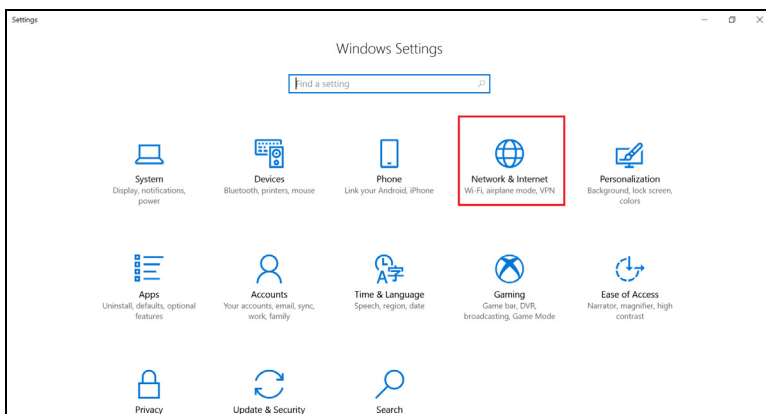 Settings
Windows Settings
Find a setting
System
Display, notifications,
power
Devices
Bluetooth, printers, mouse
Phone
Link your Android, iPhone
Network & Internet
Wi-Fi, airplane mode, VPN
Personalization
Background, lock screen,
colors
Apps
Uninstall, defaults, optional
features
Accounts
Your accounts, email, sync,
work, family
Time & Language
Speech, region, date
Gaming
Game bar, DVR,
broadcasting, Game Mode
Ease of Access
Narrator, magnifier, high
contrast
Privacy
Update & Security
Search